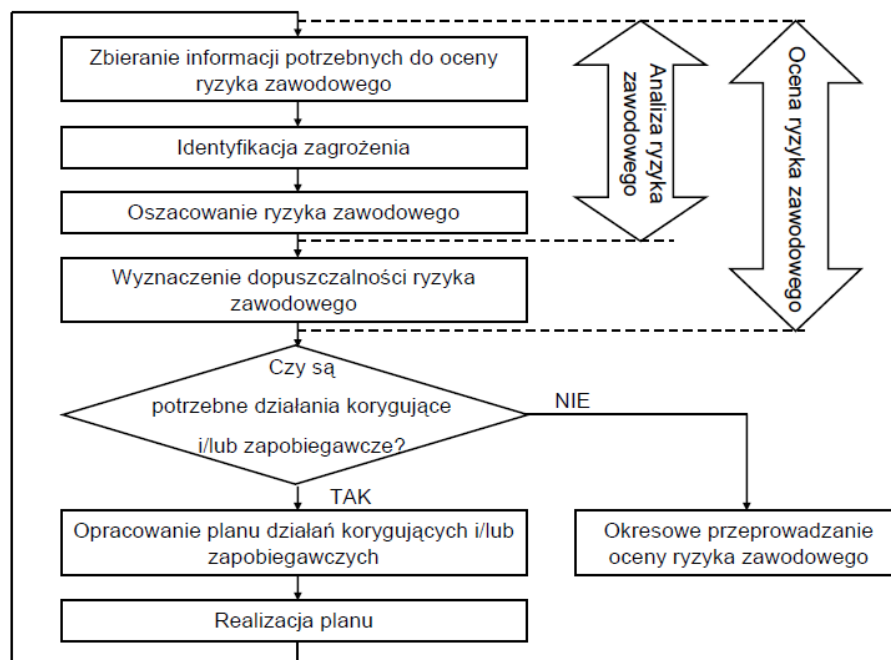 Zbieranie informacji potrzebnych do oceny
ryzyka zawodowego
Identyfikacja zagrożenia
Oszacowanie ryzyka zawodowego
Wyznaczenie dopuszczalności ryzyka
zawodowego
Analiza ryzyka
zawodowego
Ocena ryzyka zawodowego
Czy są
potrzebne działania korygujące
i/lub zapobiegawcze?
NIE
TAK
Opracowanie planu działań korygujących i/lub
zapobiegawczych
Okresowe przeprowadzanie
oceny ryzyka zawodowego
Realizacja planu